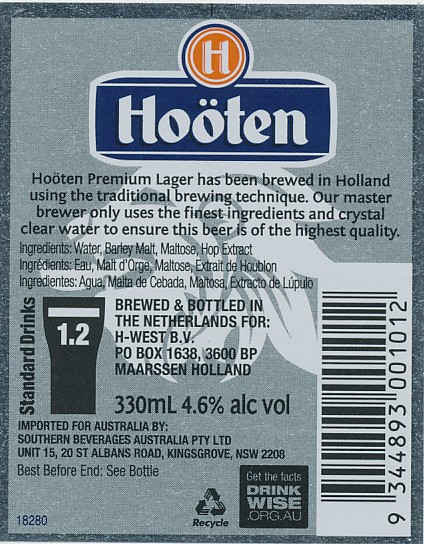 H
Hoöten
Hoöten Premium Lager has been brewed in Holland
using the traditional brewing technique. Our master
brewer only uses the finest ingredients and crystal
clear water to ensure this beer is of the highest quality.
Ingredients: Water, Barley Malt, Maltose, Hop Extract
Ingrédients: Eau, Malt d'Orge, Maltose, Extrait de Houblon
Ingredientes: Agua, Malta de Cebada, Maltosa, Extracto de Lúpulo
Standard Drinks
1.2
BREWED & BOTTLED IN
THE NETHERLANDS FOR:
H-WEST B.V.
PO BOX 1638, 3600 BP
MAARSSEN HOLLAND
330mL 4.6% alc vol
IMPORTED FOR AUSTRALIA BY:
SOUTHERN BEVERAGES AUSTRALIA PTY LTD
UNIT 15, 20 ST ALBANS ROAD, KINGSGROVE, NSW 2208
Best Before End: See Bottle
18280
Recycle
Get the facts
DRINK
WISE
.ORG.AU
9 344893 001012